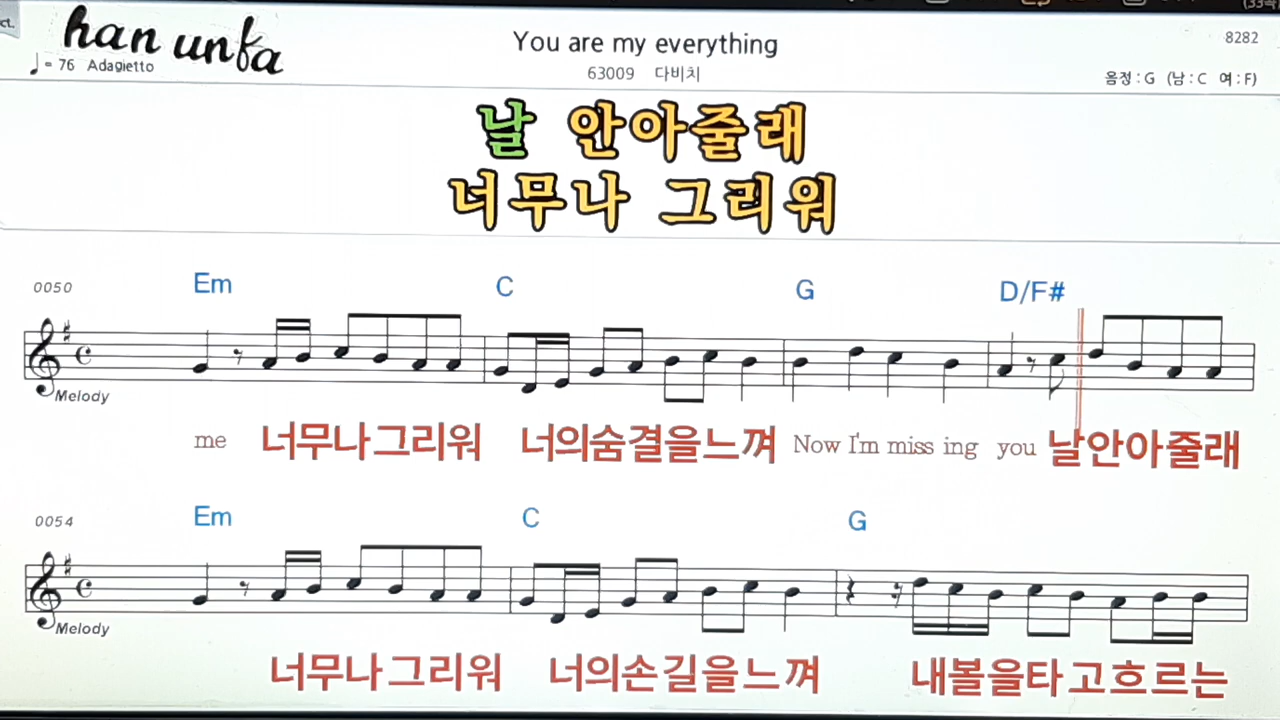 ct.
han unfa
You are my everything
8282
♩= 76 Adagietto
63009 다비치
음정 : G (남 : C 여 : F)
날 안아줄래
너무나 그리워
0050
Em C G D/F#
Melody
me 너무나그리워 너의숨결을느껴 Now I'm miss ing you 날안아줄래
0054
Em C G
Melody
너무나그리워 너의손길을느껴 내볼을타고흐르는